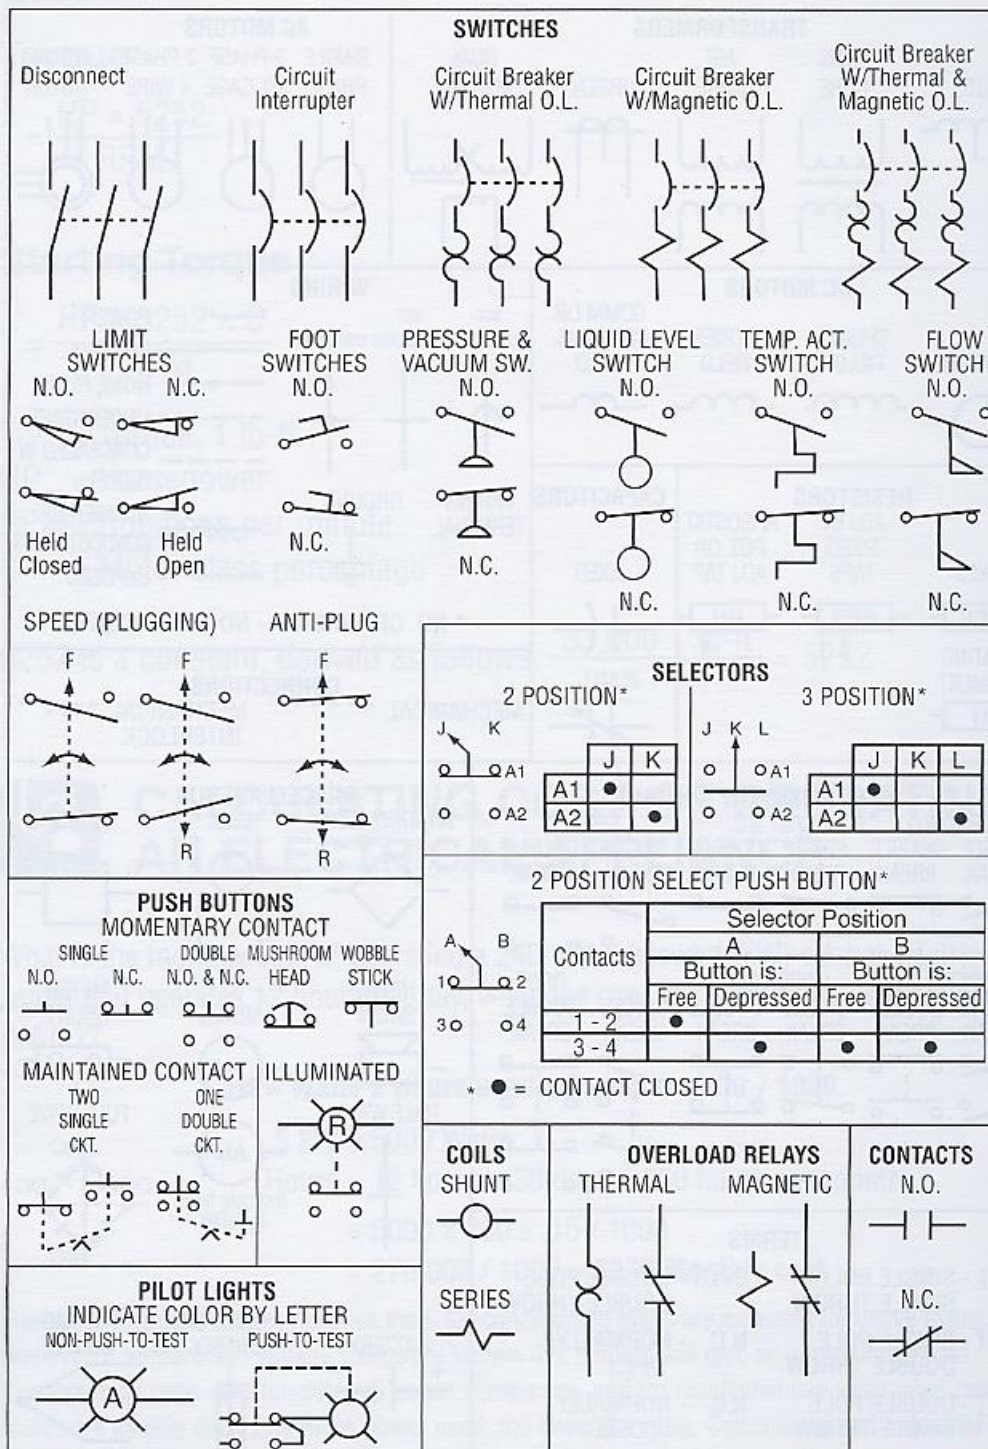 SWITCHES
Disconnect
Circuit
Interrupter
Circuit Breaker
W/Thermal O.L.
Circuit Breaker
W/Magnetic O.L.
Circuit Breaker
W/Thermal &
Magnetic O.L.
LIMIT
SWITCHES
N.O. N.C.
Held
Closed
Held
Open
FOOT
SWITCHES
N.O.
N.C.
PRESSURE &
VACUUM SW.
N.O.
N.C.
LIQUID LEVEL
SWITCH
N.O.
N.C.
TEMP. ACT.
SWITCH
N.O.
N.C.
FLOW
SWITCH
N.O.
N.C.
SPEED (PLUGGING) ANTI-PLUG
F F F
R R
SELECTORS
2 POSITION*
J K
A1
A2
J K
A1
A2
3 POSITION*
J K L
A1
A2
J K L
A1
A2
2 POSITION SELECT PUSH BUTTON*
A B
1 2
3 4
Contacts
Selector Position
A B
Button is: Button is:
Free Depressed Free Depressed
1 - 2
3 - 4
* ● = CONTACT CLOSED
PUSH BUTTONS
MOMENTARY CONTACT
SINGLE
N.O. N.C.
DOUBLE
N.O. & N.C.
MUSHROOM
HEAD
WOBBLE
STICK
MAINTAINED CONTACT
TWO
SINGLE
CKT.
ONE
DOUBLE
CKT.
ILLUMINATED
R
PILOT LIGHTS
INDICATE COLOR BY LETTER
NON-PUSH-TO-TEST PUSH-TO-TEST
A
COILS
SHUNT
SERIES
OVERLOAD RELAYS
THERMAL MAGNETIC
CONTACTS
N.O.
N.C.